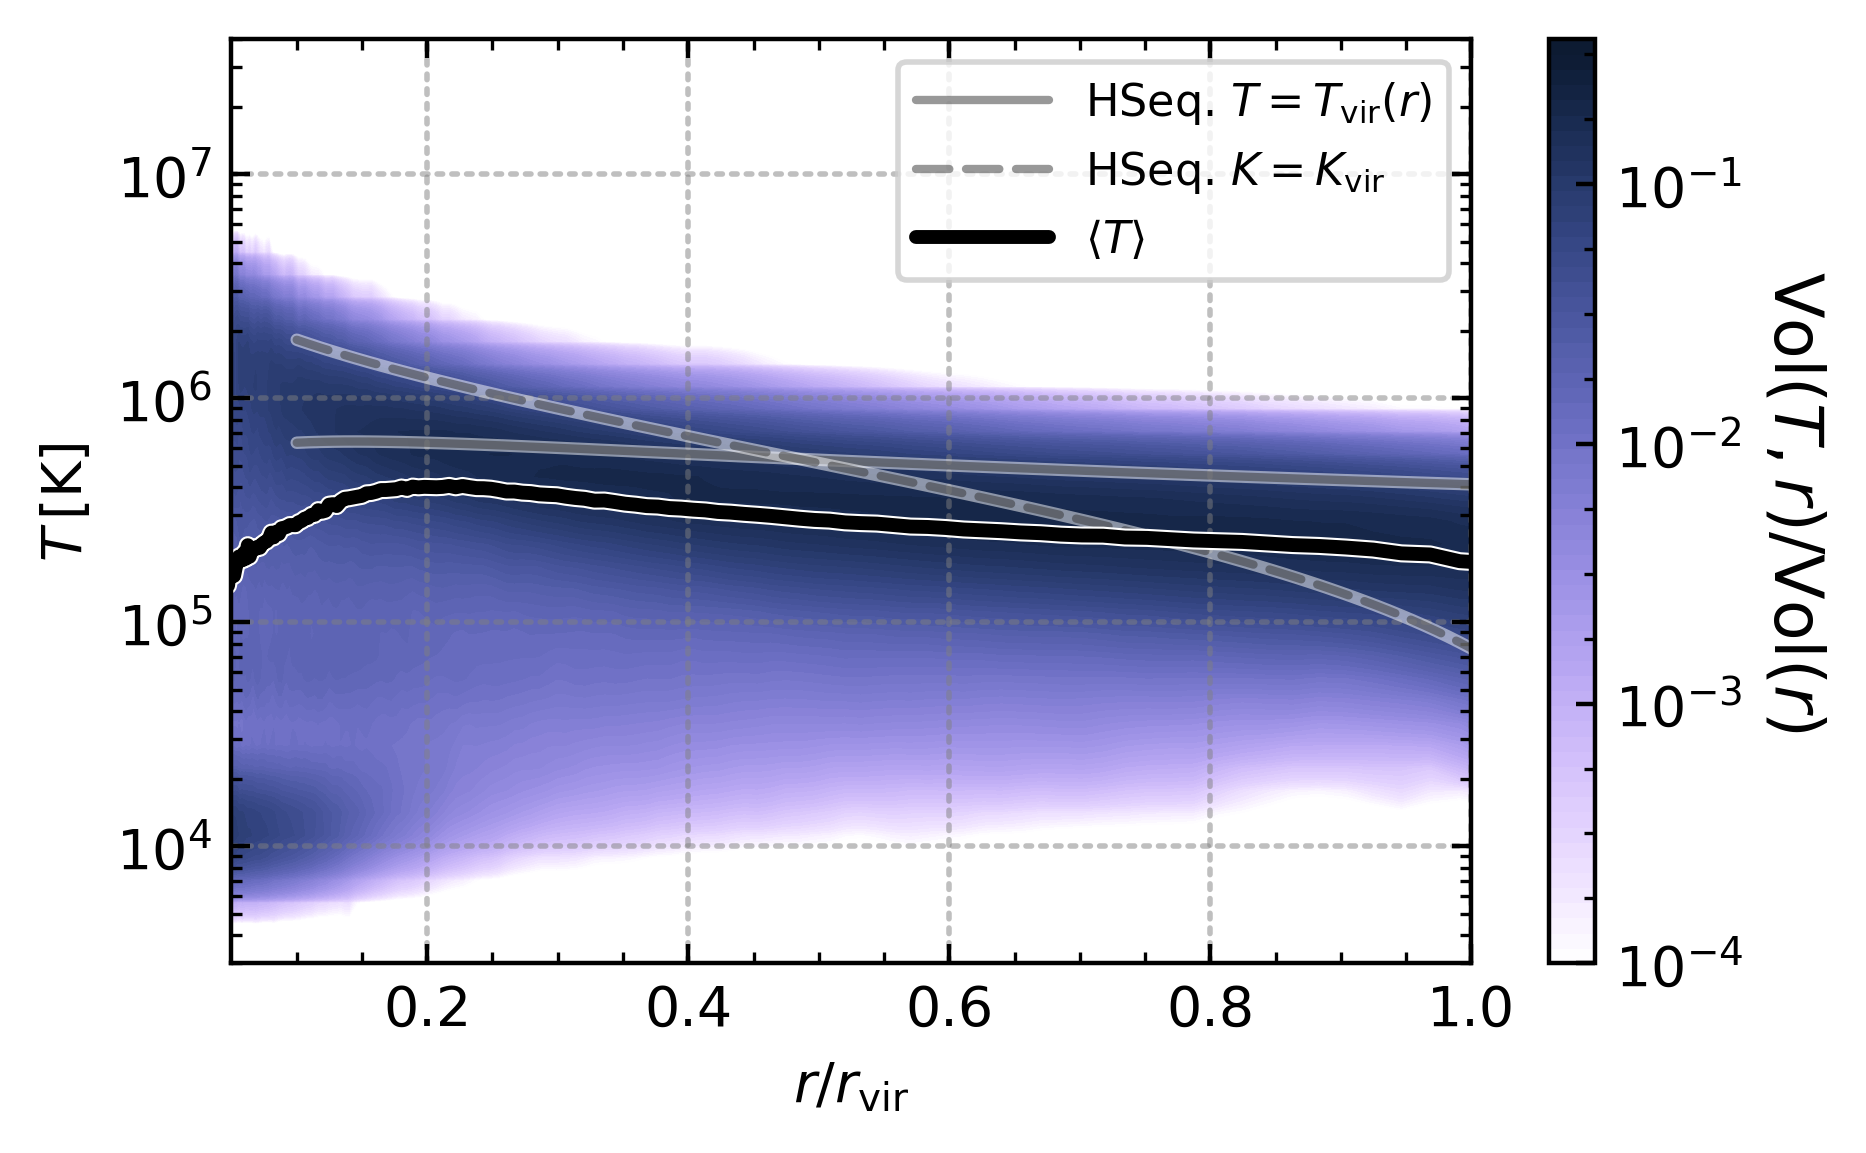 HSeq. T = T_vir(r)
HSeq. K = K_vir
⟨T⟩
T [K]
10^7
10^6
10^5
10^4
0.2 0.4 0.6 0.8 1.0
r/r_vir
10^-1
10^-2
10^-3
10^-4
Vol(T, r)/Vol(r)